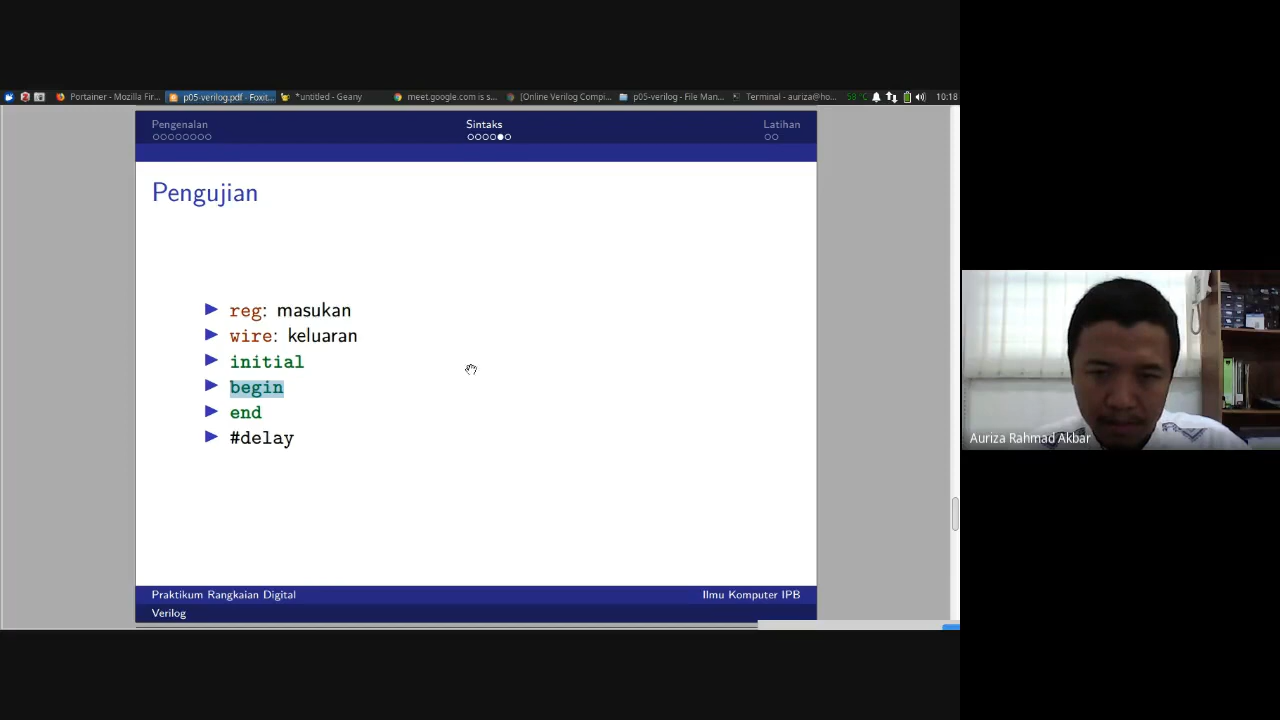 Portainer - Mozilla Fir...
p05-verilog.pdf - Foxit...
*untitled - Geany
meet.google.com is s...
[Online Verilog Compi...
p05-verilog - File Man...
Terminal - auriza@ho...
58 °C
10:18
Pengenalan
Sintaks
Latihan
Pengujian
reg: masukan
wire: keluaran
initial
begin
end
#delay
Auriza Rahmad Akbar
Praktikum Rangkaian Digital
Ilmu Komputer IPB
Verilog